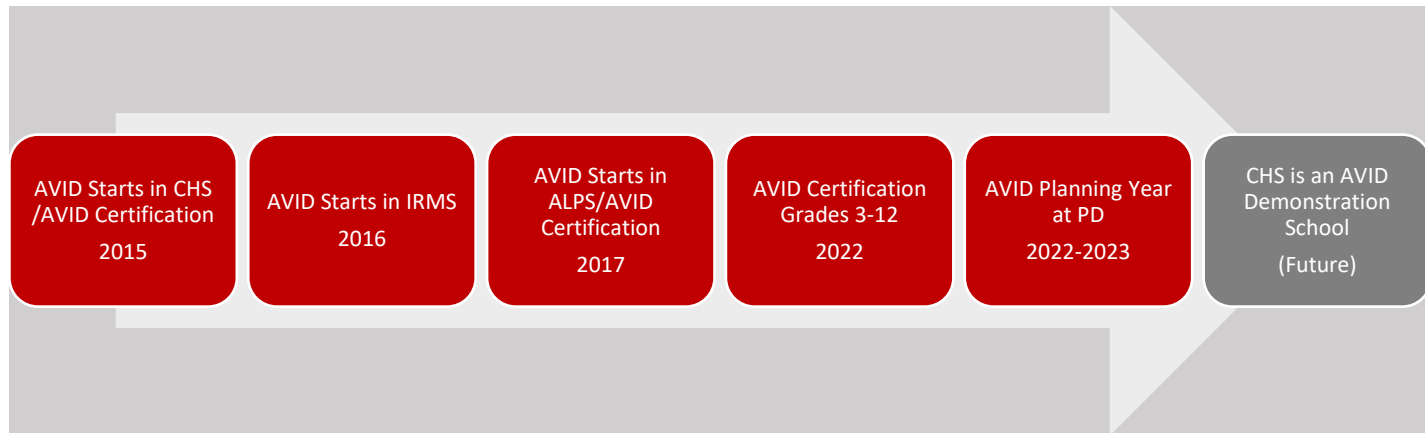 AVID Starts in CHS
/AVID Certification
2015
AVID Starts in IRMS
2016
AVID Starts in
ALPS/AVID
Certification
2017
AVID Certification
Grades 3-12
2022
AVID Planning Year
at PD
2022-2023
CHS is an AVID
Demonstration
School
(Future)